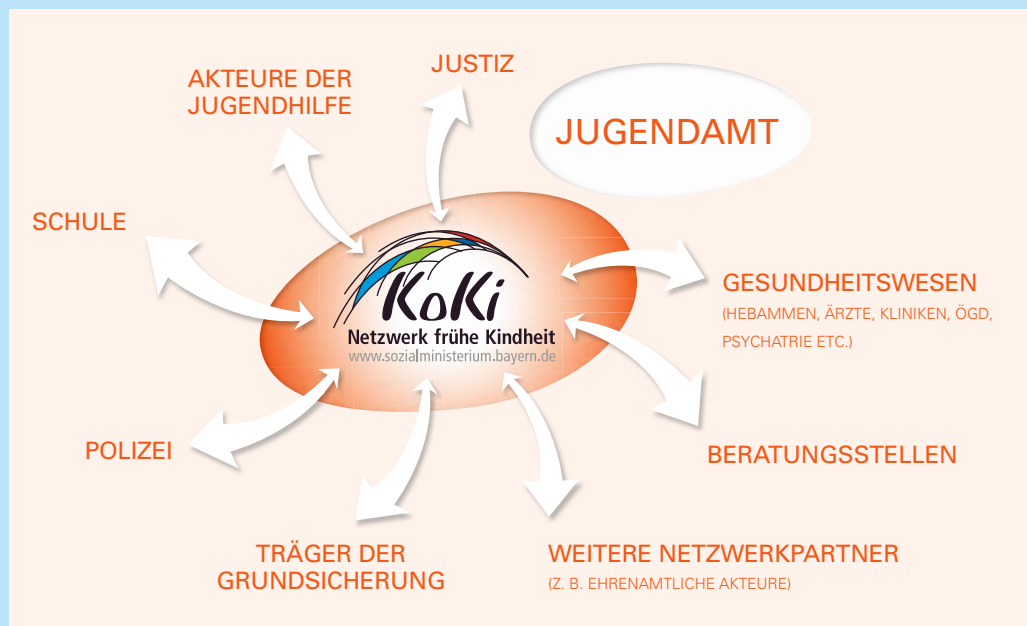 JUSTIZ
AKTEURE DER
JUGENDHILFE
JUGENDAMT
SCHULE
KoKi
Netzwerk frühe Kindheit
www.sozialministerium.bayern.de
GESUNDHEITSWESEN
(HEBAMMEN, ÄRZTE, KLINIKEN, ÖGD,
PSYCHATRIE ETC.)
POLIZEI
BERATUNGSSTELLEN
TRÄGER DER
GRUNDSICHERUNG
WEITERE NETZWERKPARTNER
(Z. B. EHRENAMTLICHE AKTEURE)